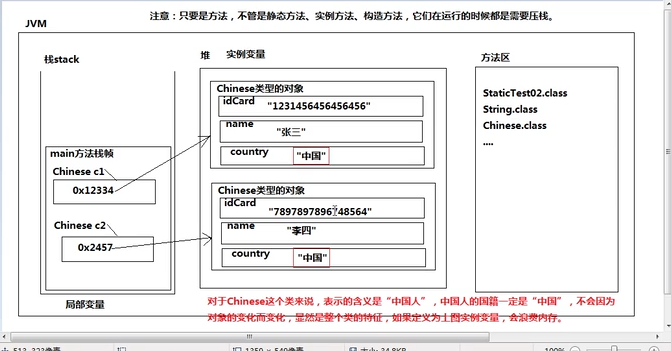 注意：只要是方法，不管是静态方法、实例方法、构造方法，它们在运行的时候都是需要压栈。
JVM
栈stack
堆
实例变量
方法区
Chinese类型的对象
idCard
"1231456456456456"
name
"张三"
country
"中国"
StaticTest02.class
String.class
Chinese.class
....
main方法栈帧
Chinese c1
0x12334
Chinese c2
0x2457
局部变量
Chinese类型的对象
idCard
name
"李四"
country
"中国"
对于Chinese这个类来说，表示的含义是“中国人”，中国人的国籍一定是“中国”，不会因为
对象的变化而变化，显然是整个类的特征，如果定义为上图实例变量，会浪费内存。
100%